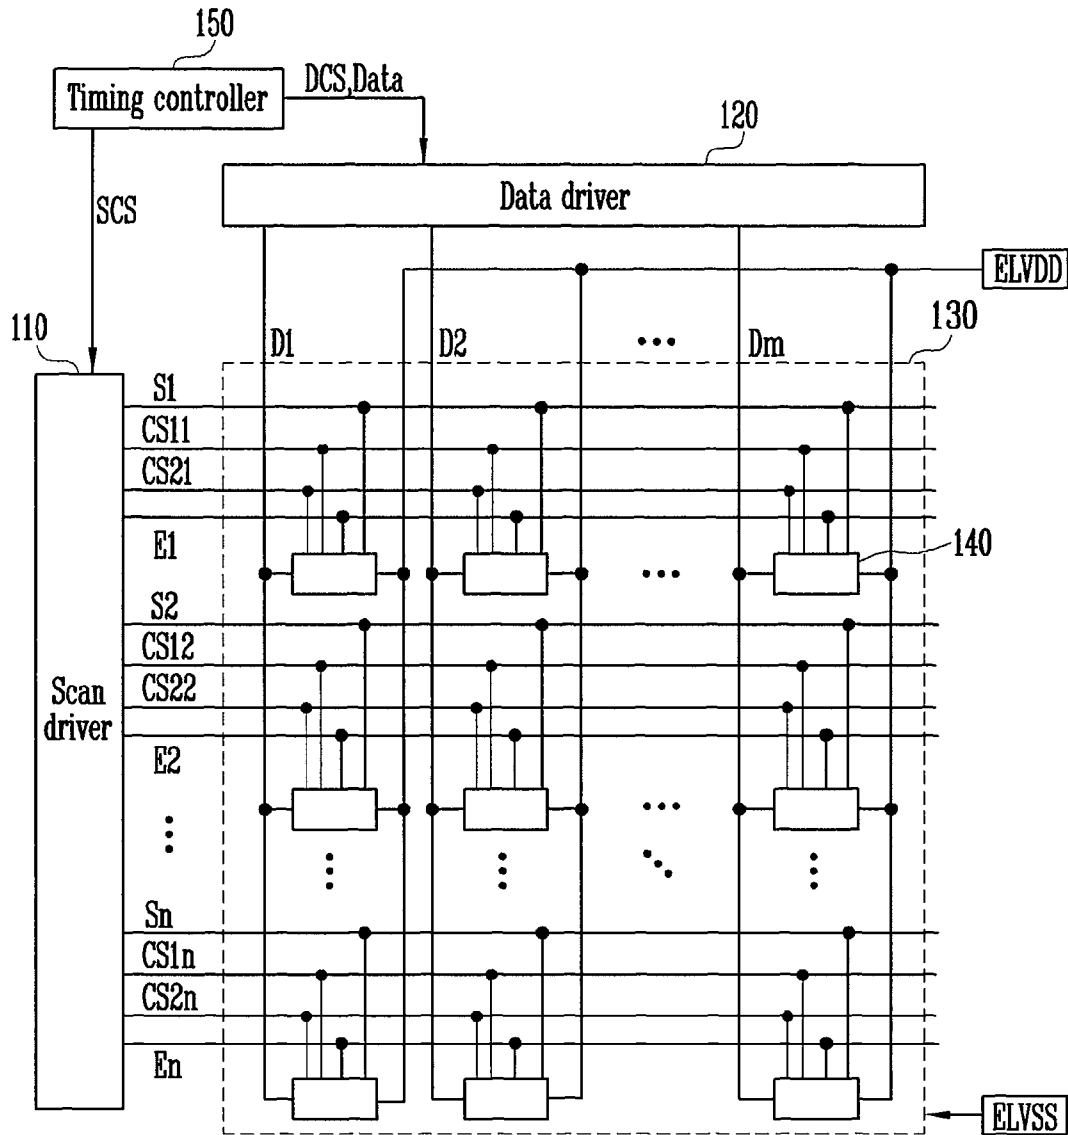 150
Timing controller
DCS,Data
120
Data driver
SCS
ELVDD
110
D1
D2
...
Dm
130
S1
CS11
CS21
E1
140
...
S2
CS12
CS22
Scan
driver
E2
...
Sn
CS1n
CS2n
En
ELVSS